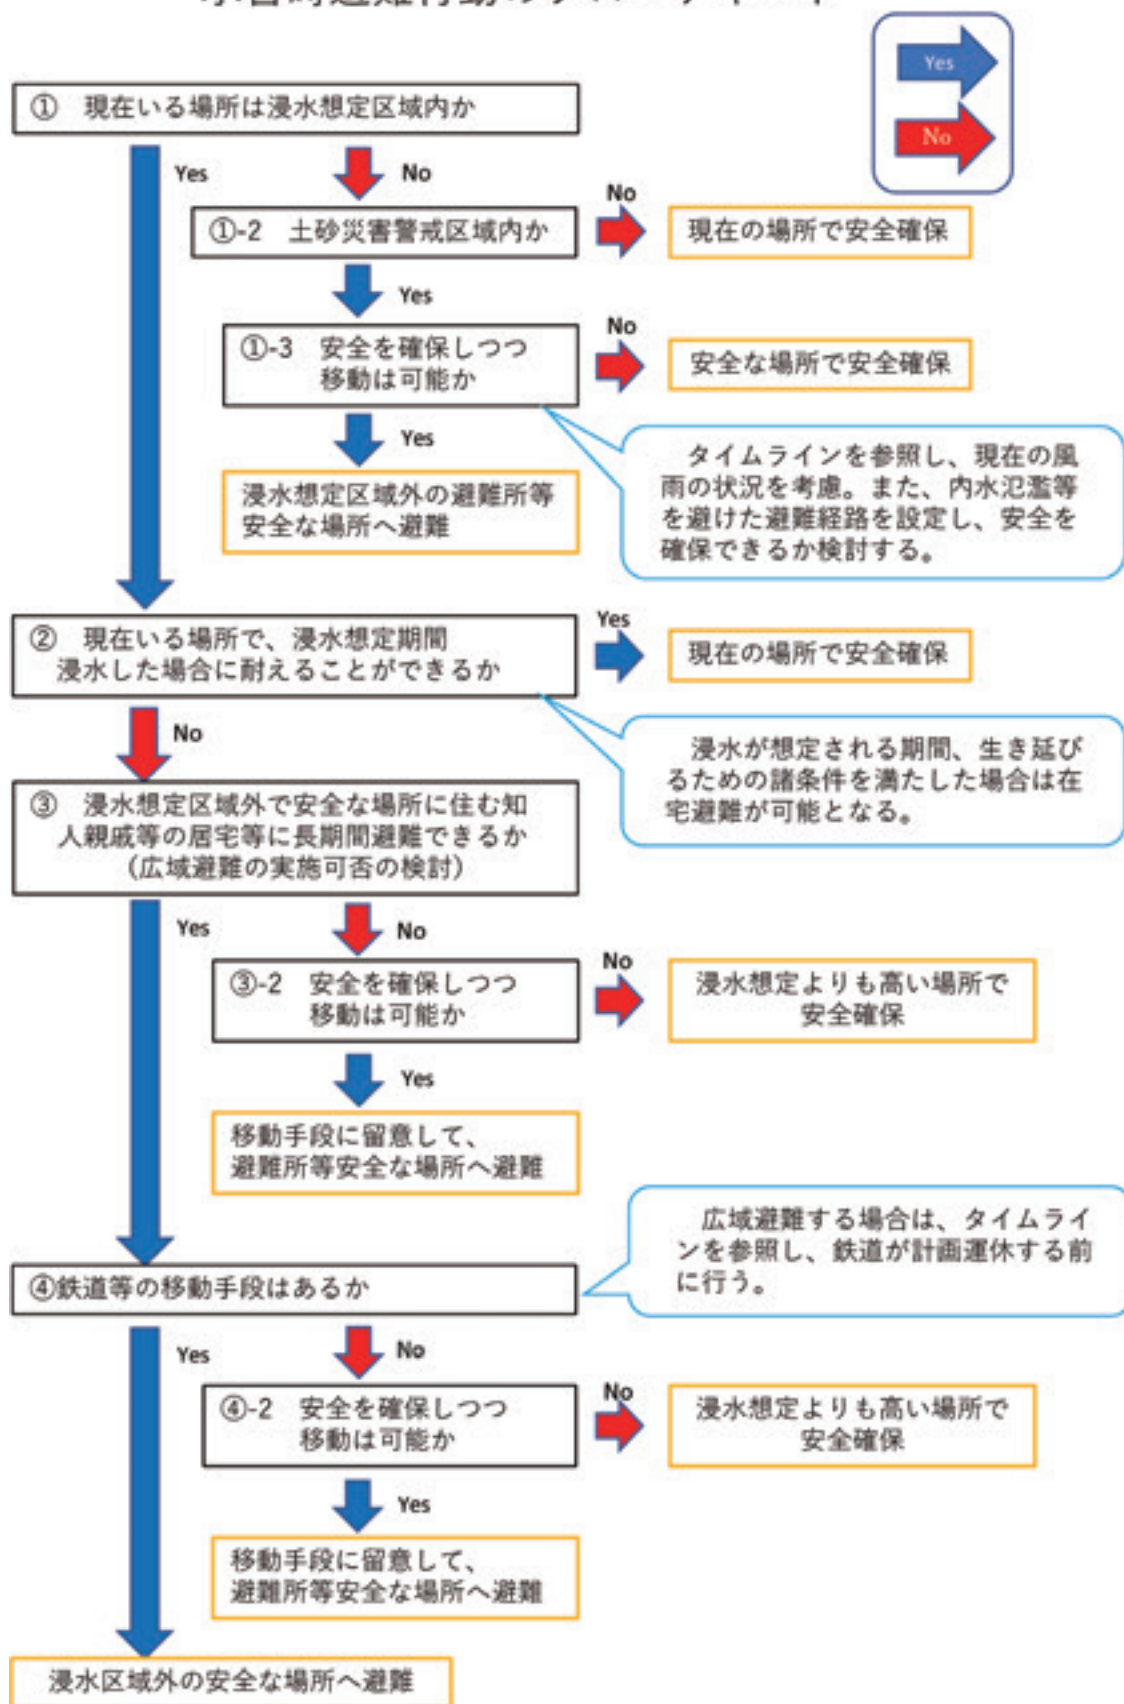 Yes
No
① 現在いる場所は浸水想定区域内か
Yes
No
①-2 土砂災害警戒区域内か
No
現在の場所で安全確保
Yes
①-3 安全を確保しつつ
移動は可能か
No
安全な場所で安全確保
Yes
浸水想定区域外の避難所等
安全な場所へ避難
タイムラインを参照し、現在の風
雨の状況を考慮。また、内水氾濫等
を避けた避難経路を設定し、安全を
確保できるか検討する。
② 現在いる場所で、浸水想定期間
浸水した場合に耐えることができるか
Yes
現在の場所で安全確保
No
浸水が想定される期間、生き延び
るための諸条件を満たした場合は在
宅避難が可能となる。
③ 浸水想定区域外で安全な場所に住む知
人親戚等の居宅等に長期間避難できるか
(広域避難の実施可否の検討)
Yes
No
③-2 安全を確保しつつ
移動は可能か
No
浸水想定よりも高い場所で
安全確保
Yes
移動手段に留意して、
避難所等安全な場所へ避難
広域避難する場合は、タイムライ
ンを参照し、鉄道が計画運休する前
に行う。
④鉄道等の移動手段はあるか
Yes
No
④-2 安全を確保しつつ
移動は可能か
No
浸水想定よりも高い場所で
安全確保
Yes
移動手段に留意して、
避難所等安全な場所へ避難
浸水区域外の安全な場所へ避難